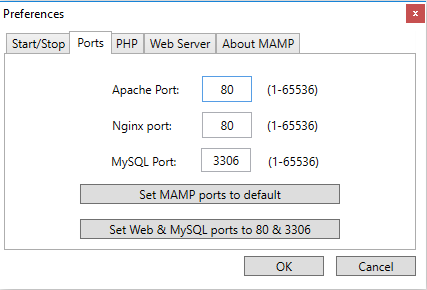 Preferences
x
Start/Stop Ports PHP Web Server About MAMP
Apache Port: 80 (1-65536)
Nginx port: 80 (1-65536)
MySQL Port: 3306 (1-65536)
Set MAMP ports to default
Set Web & MySQL ports to 80 & 3306
OK Cancel